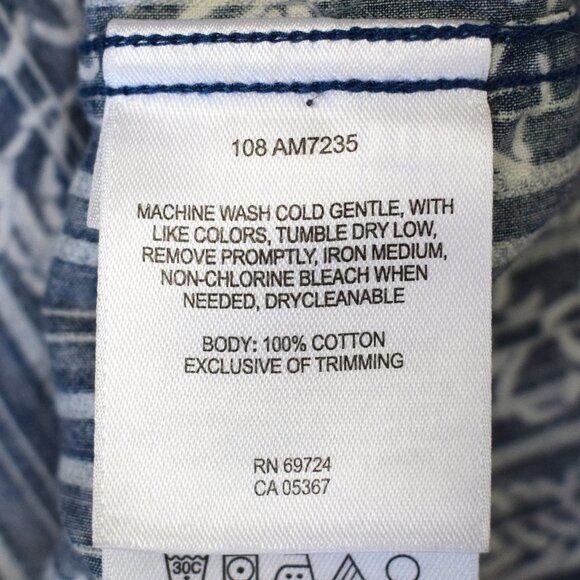 108 AM7235
MACHINE WASH COLD GENTLE, WITH
LIKE COLORS, TUMBLE DRY LOW,
REMOVE PROMPTLY, IRON MEDIUM,
NON-CHLORINE BLEACH WHEN
NEEDED, DRYCLEANABLE
BODY: 100% COTTON
EXCLUSIVE OF TRIMMING
RN 69724
CA 05367
30C